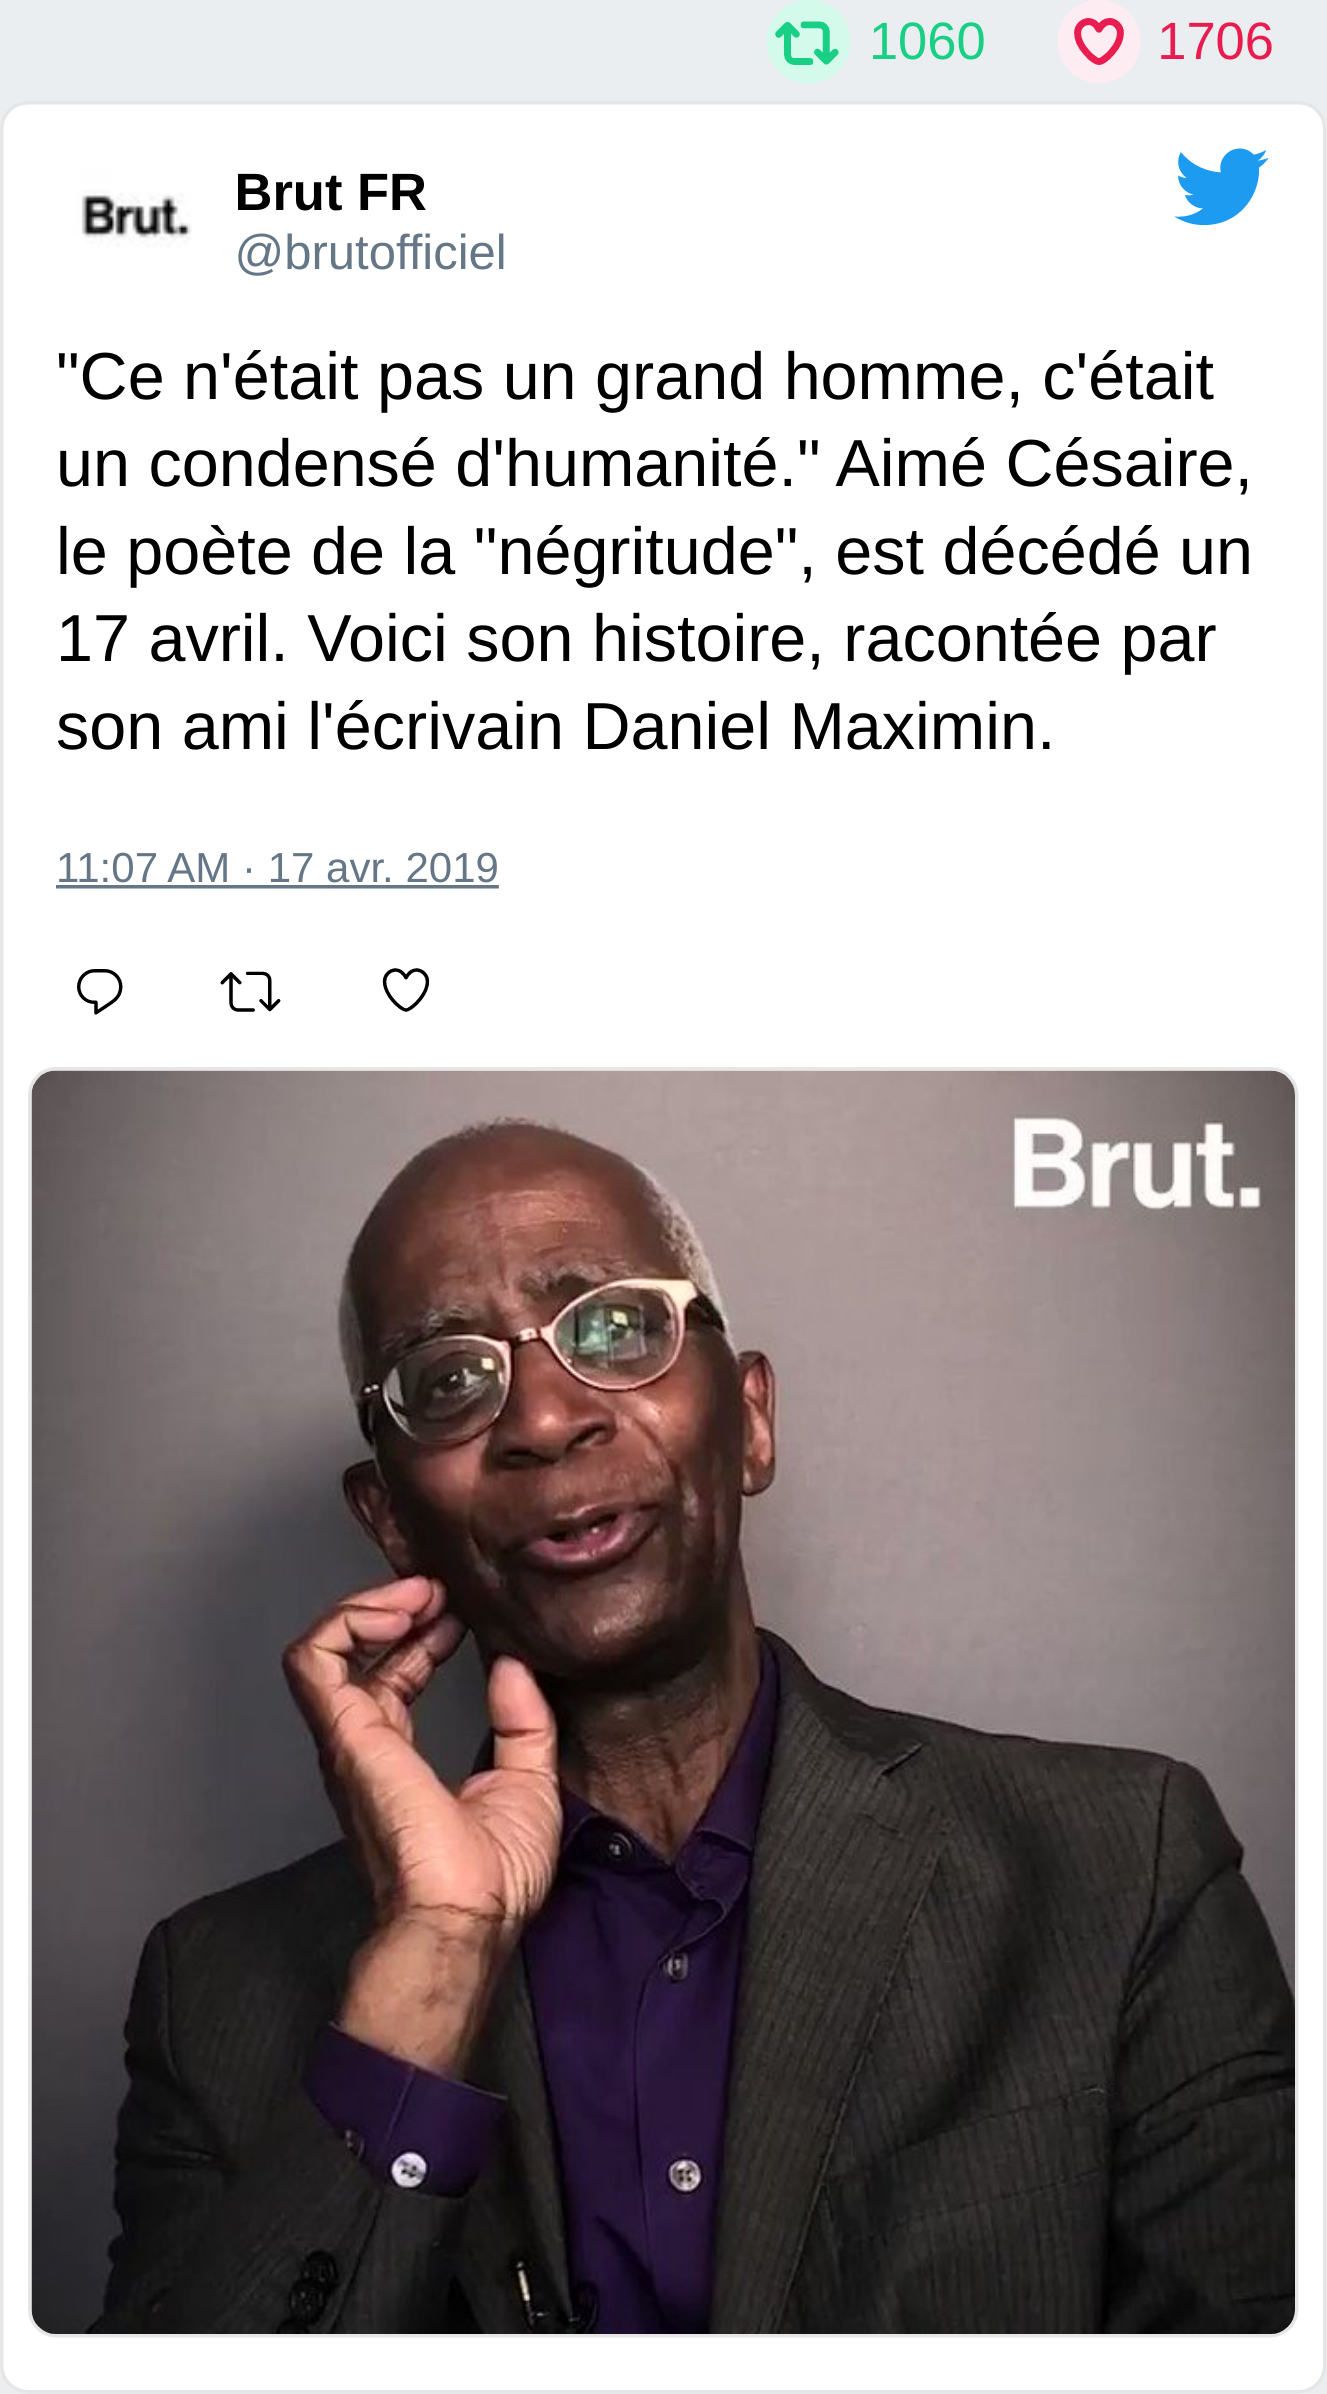 1060 1706
Brut.
Brut FR
@brutofficiel
"Ce n'était pas un grand homme, c'était
un condensé d'humanité." Aimé Césaire,
le poète de la "négritude", est décédé un
17 avril. Voici son histoire, racontée par
son ami l'écrivain Daniel Maximin.
11:07 AM · 17 avr. 2019
Brut.